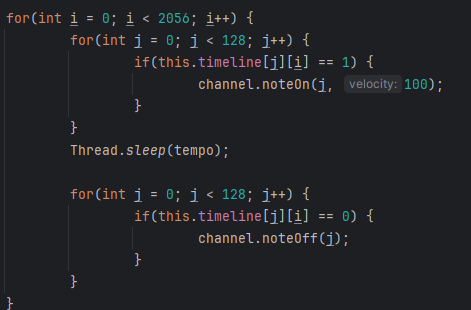 for(int i = 0; i < 2056; i++) {
        for(int j = 0; j < 128; j++) {
                if(this.timeline[j][i] == 1) {
                        channel.noteOn(j, velocity: 100);
                }
        }
        Thread.sleep(tempo);

        for(int j = 0; j < 128; j++) {
                if(this.timeline[j][i] == 0) {
                        channel.noteOff(j);
                }
        }
}